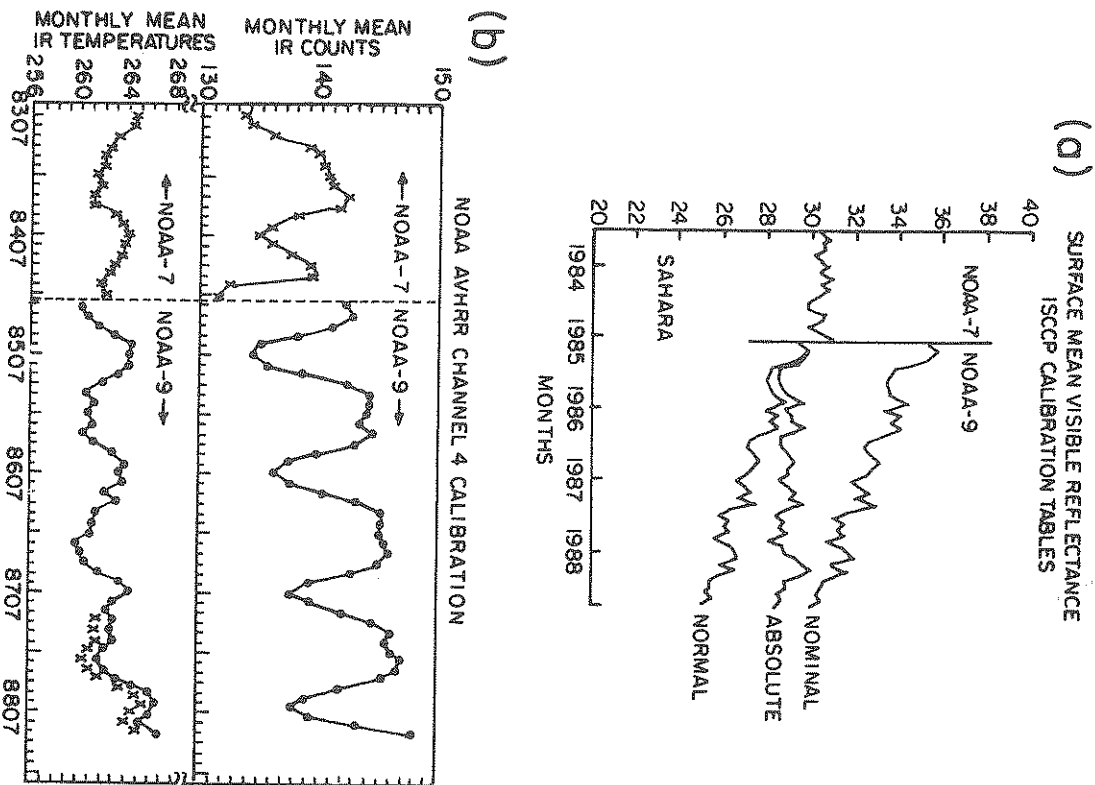 (a)
SURFACE MEAN VISIBLE REFLECTANCE
ISCCP CALIBRATION TABLES
40
38
36
34
32
30
28
26
24
22
20
NOAA-7
NOAA-9
SAHARA
NOMINAL
ABSOLUTE
NORMAL
1984
1985
1986
1987
1988
MONTHS
(b)
NOAA AVHRR CHANNEL 4 CALIBRATION
MONTHLY MEAN
IR COUNTS
150
140
130
←NOAA-7
NOAA-9→
MONTHLY MEAN
IR TEMPERATURES
268
264
260
256
←NOAA-7
NOAA-9→
8307
8407
8507
8607
8707
8807